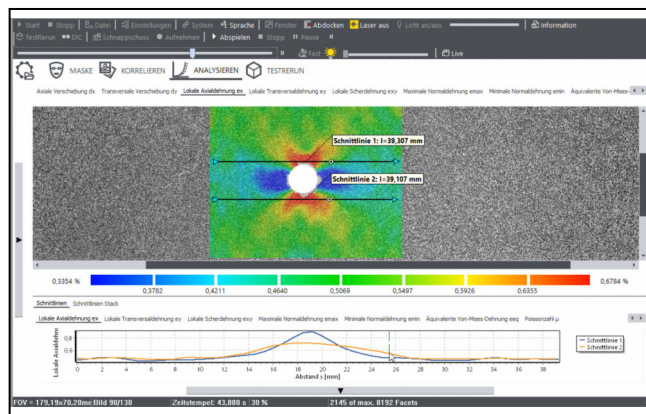 Start Stopp Datei Einstellungen System Sprache Fenster Abdocken Laser aus Licht an/aus Information
TestRerun DIC Schnappschuss Aufnehmen Abspielen Stopp Pause
Fast Live
MASKE KORRELIEREN ANALYSIEREN TESTRERUN
Axiale Verschiebung dx Transversale Verschiebung dy Lokale Axialdehnung ex Lokale Transversaldehnung ey Lokale Scherdehnung exy Maximale Normaldehnung emax Minimale Normaldehnung emin Äquivalente Von-Mises-
Schnittlinie 1: l=39,307 mm
Schnittlinie 2: l=39,107 mm
0,3354 % 0,6784 %
0,3782 0,4211 0,4640 0,5069 0,5497 0,5926 0,6355
Schnittlinien Schnittlinien Stack
Lokale Axialdehnung ex Lokale Transversaldehnung ey Lokale Scherdehnung exy Maximale Normaldehnung emax Minimale Normaldehnung emin Äquivalente Von-Mises-Dehnung eeq Poissonzahl μ
Lokale Axialdehne
0,8
0,6
Schnittlinie 1
Schnittlinie 2
0 2 4 6 8 10 12 14 16 18 20 22 24 26 28 30 32 34 36 38
Abstand s [mm]
FOV = 179,19x78,20mm Bild 90/130 Zeitstempel: 43,880 s 30 % 2145 of max. 8192 Facets